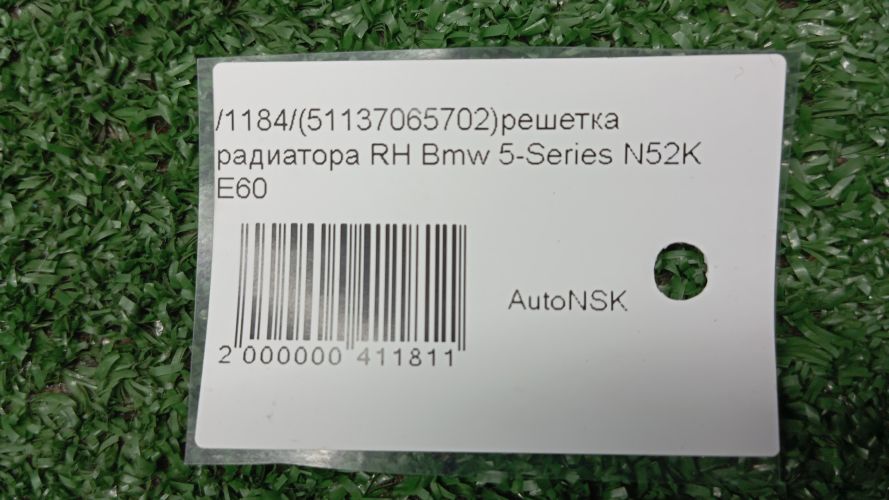 /1184/(51137065702)решетка
радиатора RH Bmw 5-Series N52K
E60
AutoNSK
2 000000 411811